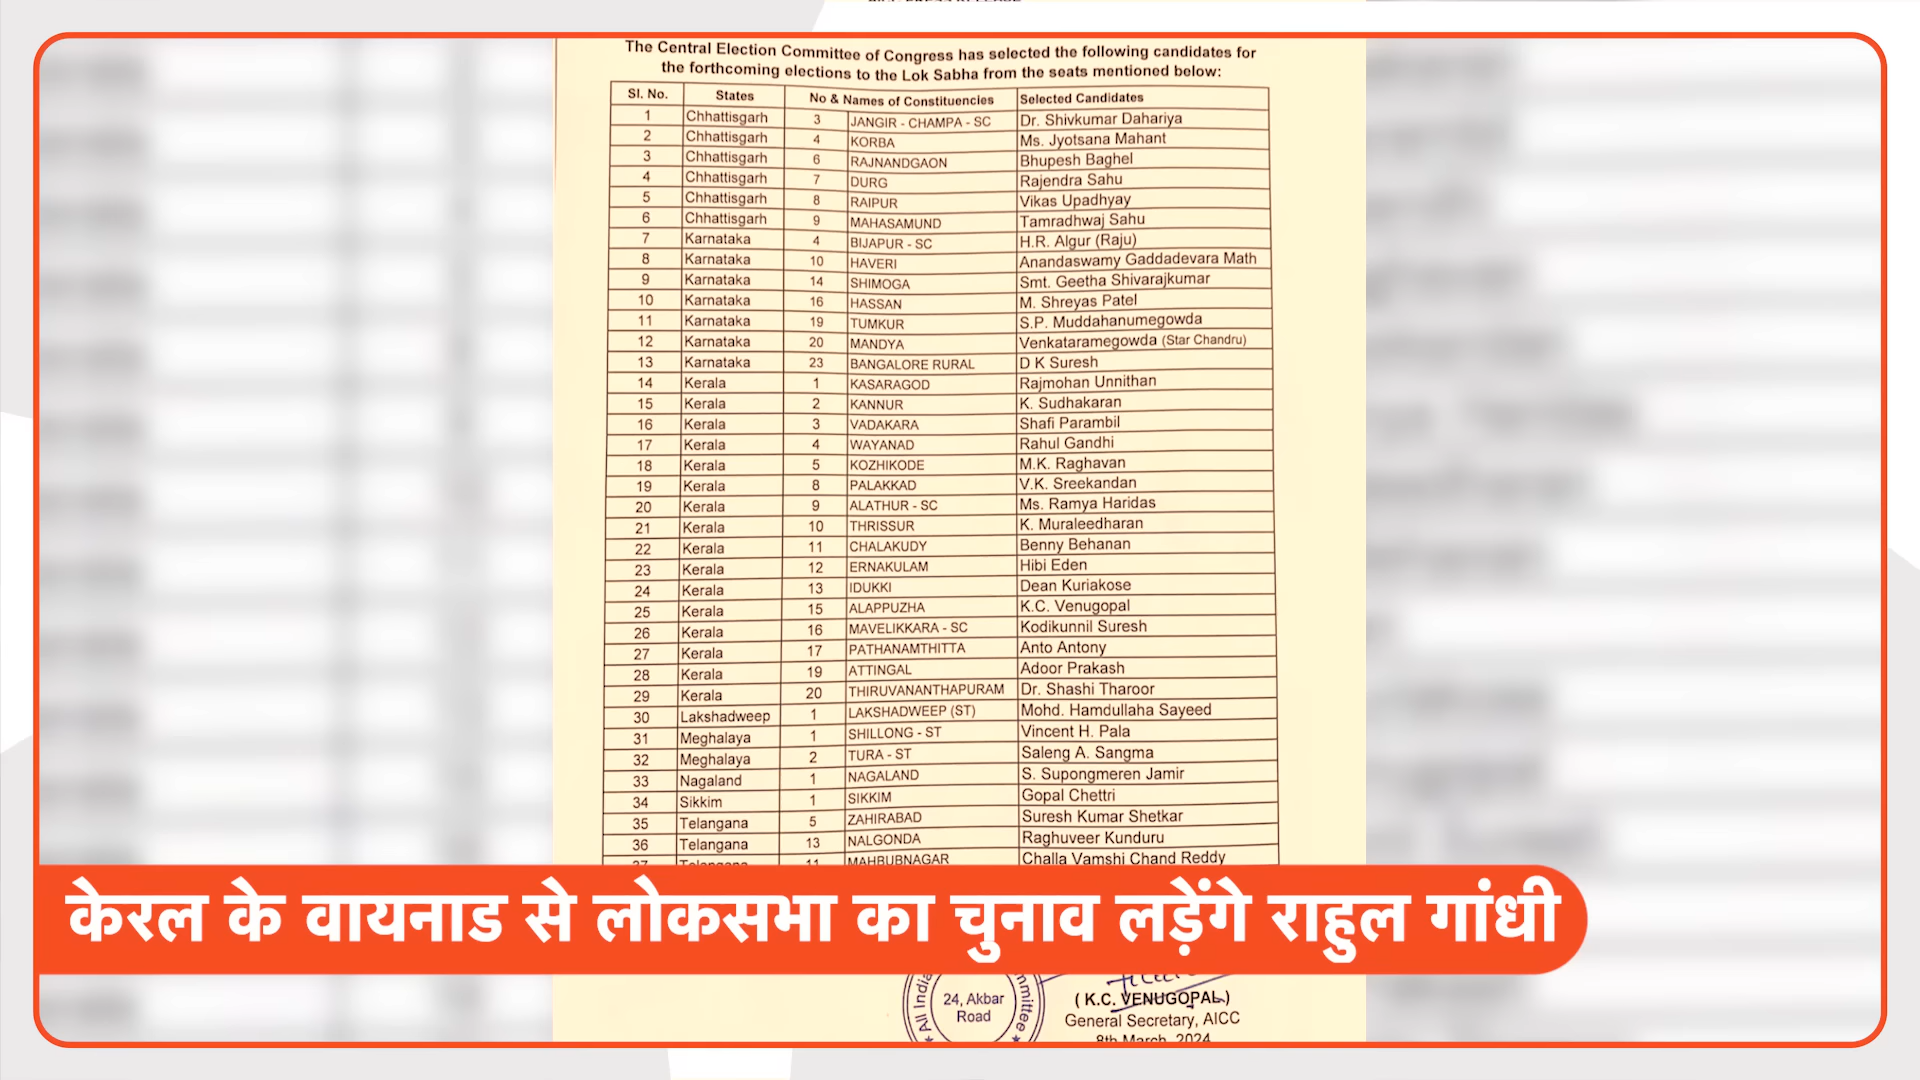 The Central Election Committee of Congress has selected the following candidates for
the forthcoming elections to the Lok Sabha from the seats mentioned below:
Sl. No. States No & Names of Constituencies Selected Candidates
1 Chhattisgarh 3 JANGIR - CHAMPA - SC Dr. Shivkumar Dahariya
2 Chhattisgarh 4 KORBA Ms. Jyotsana Mahant
3 Chhattisgarh 6 RAJNANDGAON Bhupesh Baghel
4 Chhattisgarh 7 DURG Rajendra Sahu
5 Chhattisgarh 8 RAIPUR Vikas Upadhyay
6 Chhattisgarh 9 MAHASAMUND Tamradhwaj Sahu
7 Karnataka 4 BIJAPUR - SC H.R. Algur (Raju)
8 Karnataka 10 HAVERI Anandaswamy Gaddadevara Math
9 Karnataka 14 SHIMOGA Smt. Geetha Shivarajkumar
10 Karnataka 16 HASSAN M. Shreyas Patel
11 Karnataka 19 TUMKUR S.P. Muddahanumegowda
12 Karnataka 20 MANDYA Venkataramegowda (Star Chandru)
13 Karnataka 23 BANGALORE RURAL D K Suresh
14 Kerala 1 KASARAGOD Rajmohan Unnithan
15 Kerala 2 KANNUR K. Sudhakaran
16 Kerala 3 VADAKARA Shafi Parambil
17 Kerala 4 WAYANAD Rahul Gandhi
18 Kerala 5 KOZHIKODE M.K. Raghavan
19 Kerala 8 PALAKKAD V.K. Sreekandan
20 Kerala 9 ALATHUR - SC Ms. Ramya Haridas
21 Kerala 10 THRISSUR K. Muraleedharan
22 Kerala 11 CHALAKUDY Benny Behanan
23 Kerala 12 ERNAKULAM Hibi Eden
24 Kerala 13 IDUKKI Dean Kuriakose
25 Kerala 15 ALAPPUZHA K.C. Venugopal
26 Kerala 16 MAVELIKKARA - SC Kodikunnil Suresh
27 Kerala 17 PATHANAMTHITTA Anto Antony
28 Kerala 19 ATTINGAL Adoor Prakash
29 Kerala 20 THIRUVANANTHAPURAM Dr. Shashi Tharoor
30 Lakshadweep 1 LAKSHADWEEP (ST) Mohd. Hamdullaha Sayeed
31 Meghalaya 1 SHILLONG - ST Vincent H. Pala
32 Meghalaya 2 TURA - ST Saleng A. Sangma
33 Nagaland 1 NAGALAND S. Supongmeren Jamir
34 Sikkim 1 SIKKIM Gopal Chettri
35 Telangana 5 ZAHIRABAD Suresh Kumar Shetkar
36 Telangana 13 NALGONDA Raghuveer Kunduru
37 Telangana 11 MAHBUBNAGAR Challa Vamshi Chand Reddy
केरल के वायनाड से लोकसभा का चुनाव लड़ेंगे राहुल गांधी
All India
24, Akbar
Road
( K.C. VENUGOPAL )
General Secretary, AICC
8th March, 2024